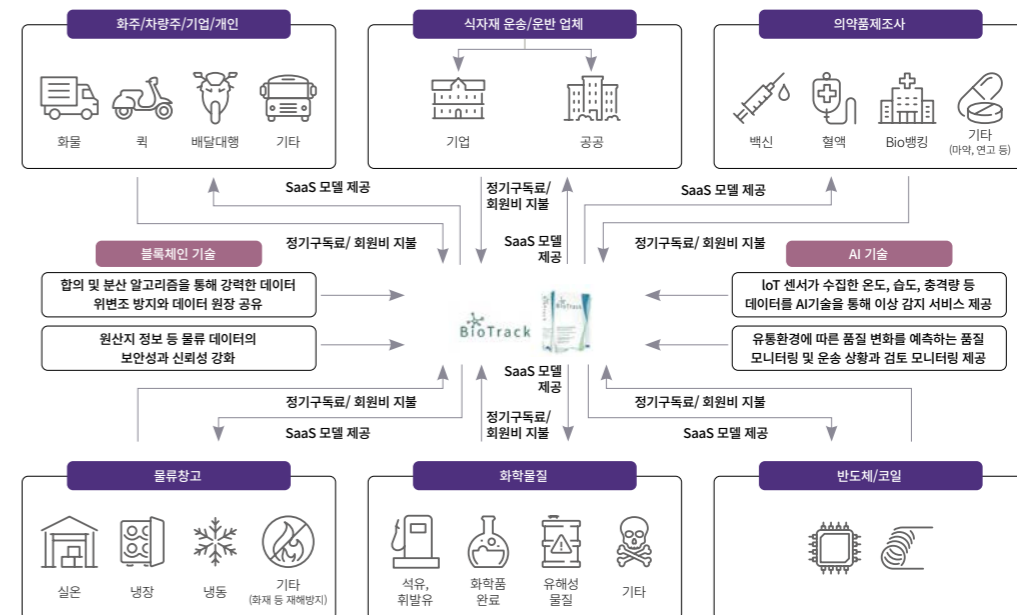 화주/차량주/기업/개인
식자재 운송/운반 업체
의약품제조사
화물
퀵
배달대행
기타
기업
공공
백신
혈액
Bio뱅킹
기타
(마약, 연고 등)
SaaS 모델 제공
정기구독료/
회원비 지불
SaaS 모델 제공
정기구독료/ 회원비 지불
SaaS 모델
제공
정기구독료/ 회원비 지불
블록체인 기술
AI 기술
합의 및 분산 알고리즘을 통해 강력한 데이터
위변조 방지와 데이터 원장 공유
원산지 정보 등 물류 데이터의
보안성과 신뢰성 강화
BioTrack
IoT 센서가 수집한 온도, 습도, 충격량 등
데이터를 AI기술을 통해 이상 감지 서비스 제공
유통환경에 따른 품질 변화를 예측하는 품질
모니터링 및 운송 상황과 검토 모니터링 제공
SaaS 모델
제공
정기구독료/ 회원비 지불
정기구독료/ 회원비 지불
SaaS 모델 제공
정기구독료/
회원비 지불
SaaS 모델 제공
물류창고
화학물질
반도체/코일
실온
냉장
냉동
기타
(화재 등 재해방지)
석유,
휘발유
화학품
완료
유해성
물질
기타